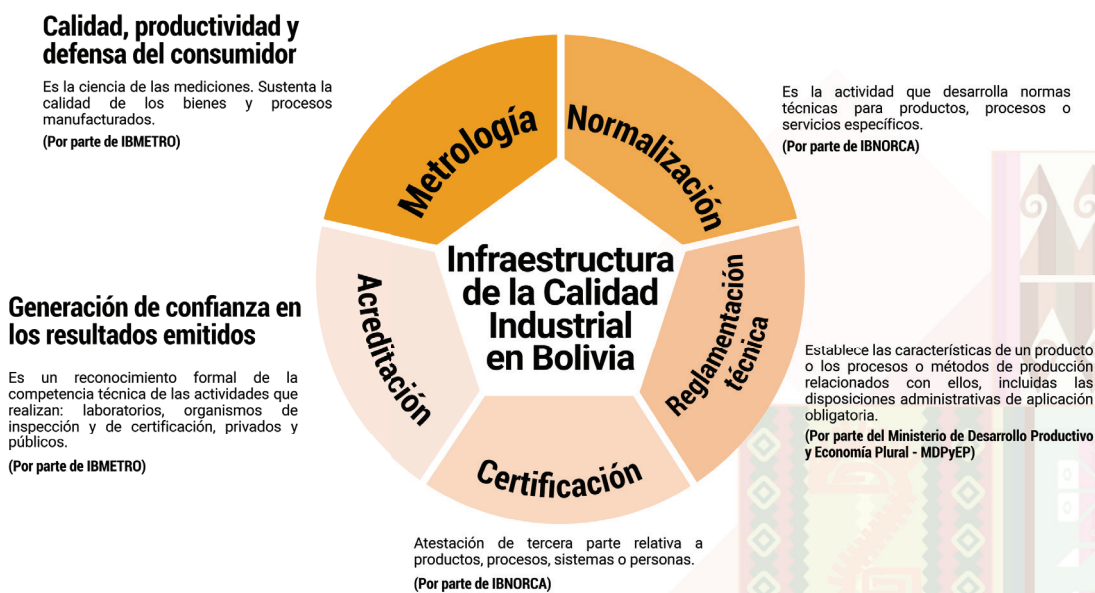 Calidad, productividad y
defensa del consumidor
Es la ciencia de las mediciones. Sustenta la
calidad de los bienes y procesos
manufacturados.
(Por parte de IBMETRO)
Metrología
Normalización
Es la actividad que desarrolla normas
técnicas para productos, procesos o
servicios específicos.
(Por parte de IBNORCA)
Infraestructura
de la Calidad
Industrial
en Bolivia
Generación de confianza en
los resultados emitidos
Es un reconocimiento formal de la
competencia técnica de las actividades que
realizan: laboratorios, organismos de
inspección y de certificación, privados y
públicos.
(Por parte de IBMETRO)
Acreditación
Reglamentación
técnica
Establece las características de un producto
o los procesos o métodos de producción
relacionados con ellos, incluidas las
disposiciones administrativas de aplicación
obligatoria.
(Por parte del Ministerio de Desarrollo Productivo
y Economía Plural - MDPyEP)
Certificación
Atestación de tercera parte relativa a
productos, procesos, sistemas o personas.
(Por parte de IBNORCA)